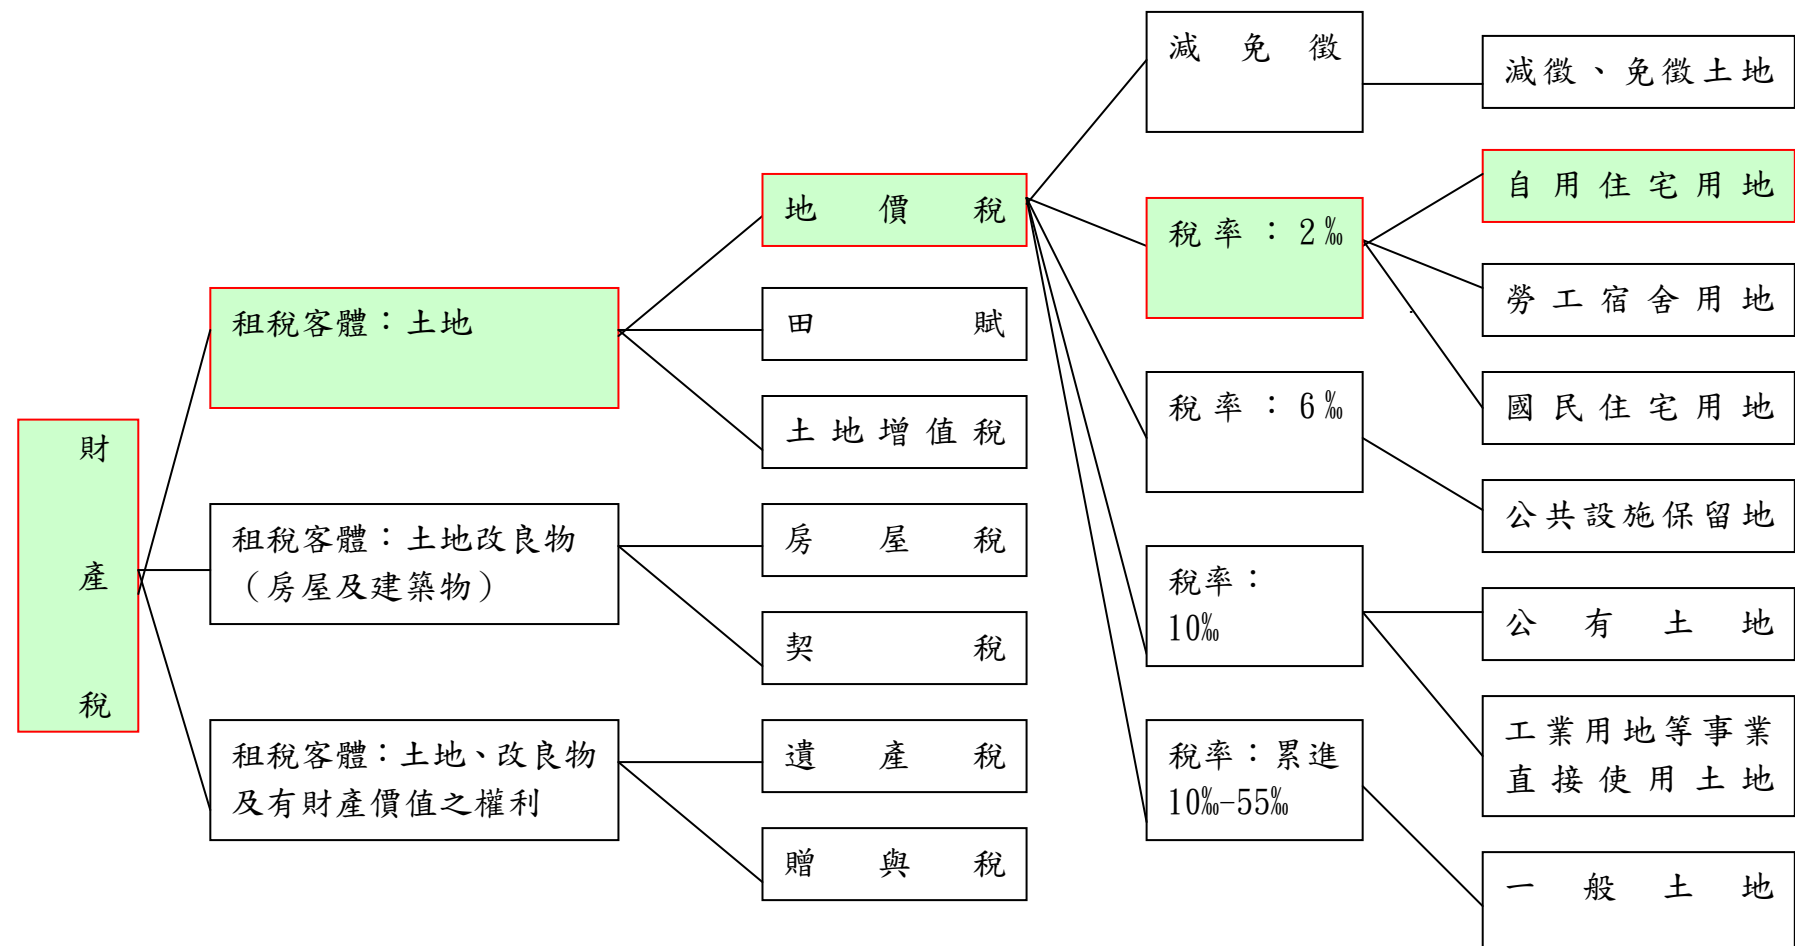 財產稅
租稅客體：土地
租稅客體：土地改良物
（房屋及建築物）
租稅客體：土地、改良物
及有財產價值之權利
地價稅
田賦
土地增值稅
房屋稅
契稅
遺產稅
贈與稅
減免徵
稅率：2‰
稅率：6‰
稅率：
10‰
稅率：累進
10‰-55‰
減徵、免徵土地
自用住宅用地
勞工宿舍用地
國民住宅用地
公共設施保留地
公有土地
工業用地等事業
直接使用土地
一般土地